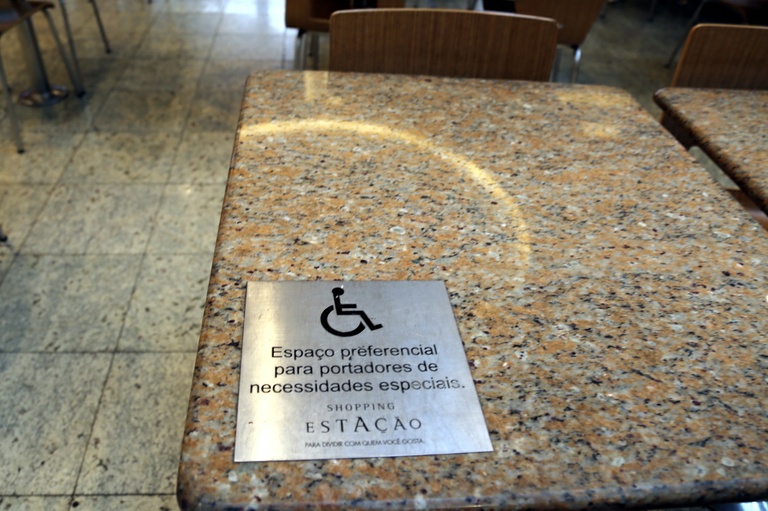 Espaço preferencial
para portadores de
necessidades especiais.
SHOPPING
ESTAÇÃO
PARA DIVIDIR COM QUEM VOCÊ GOSTA.